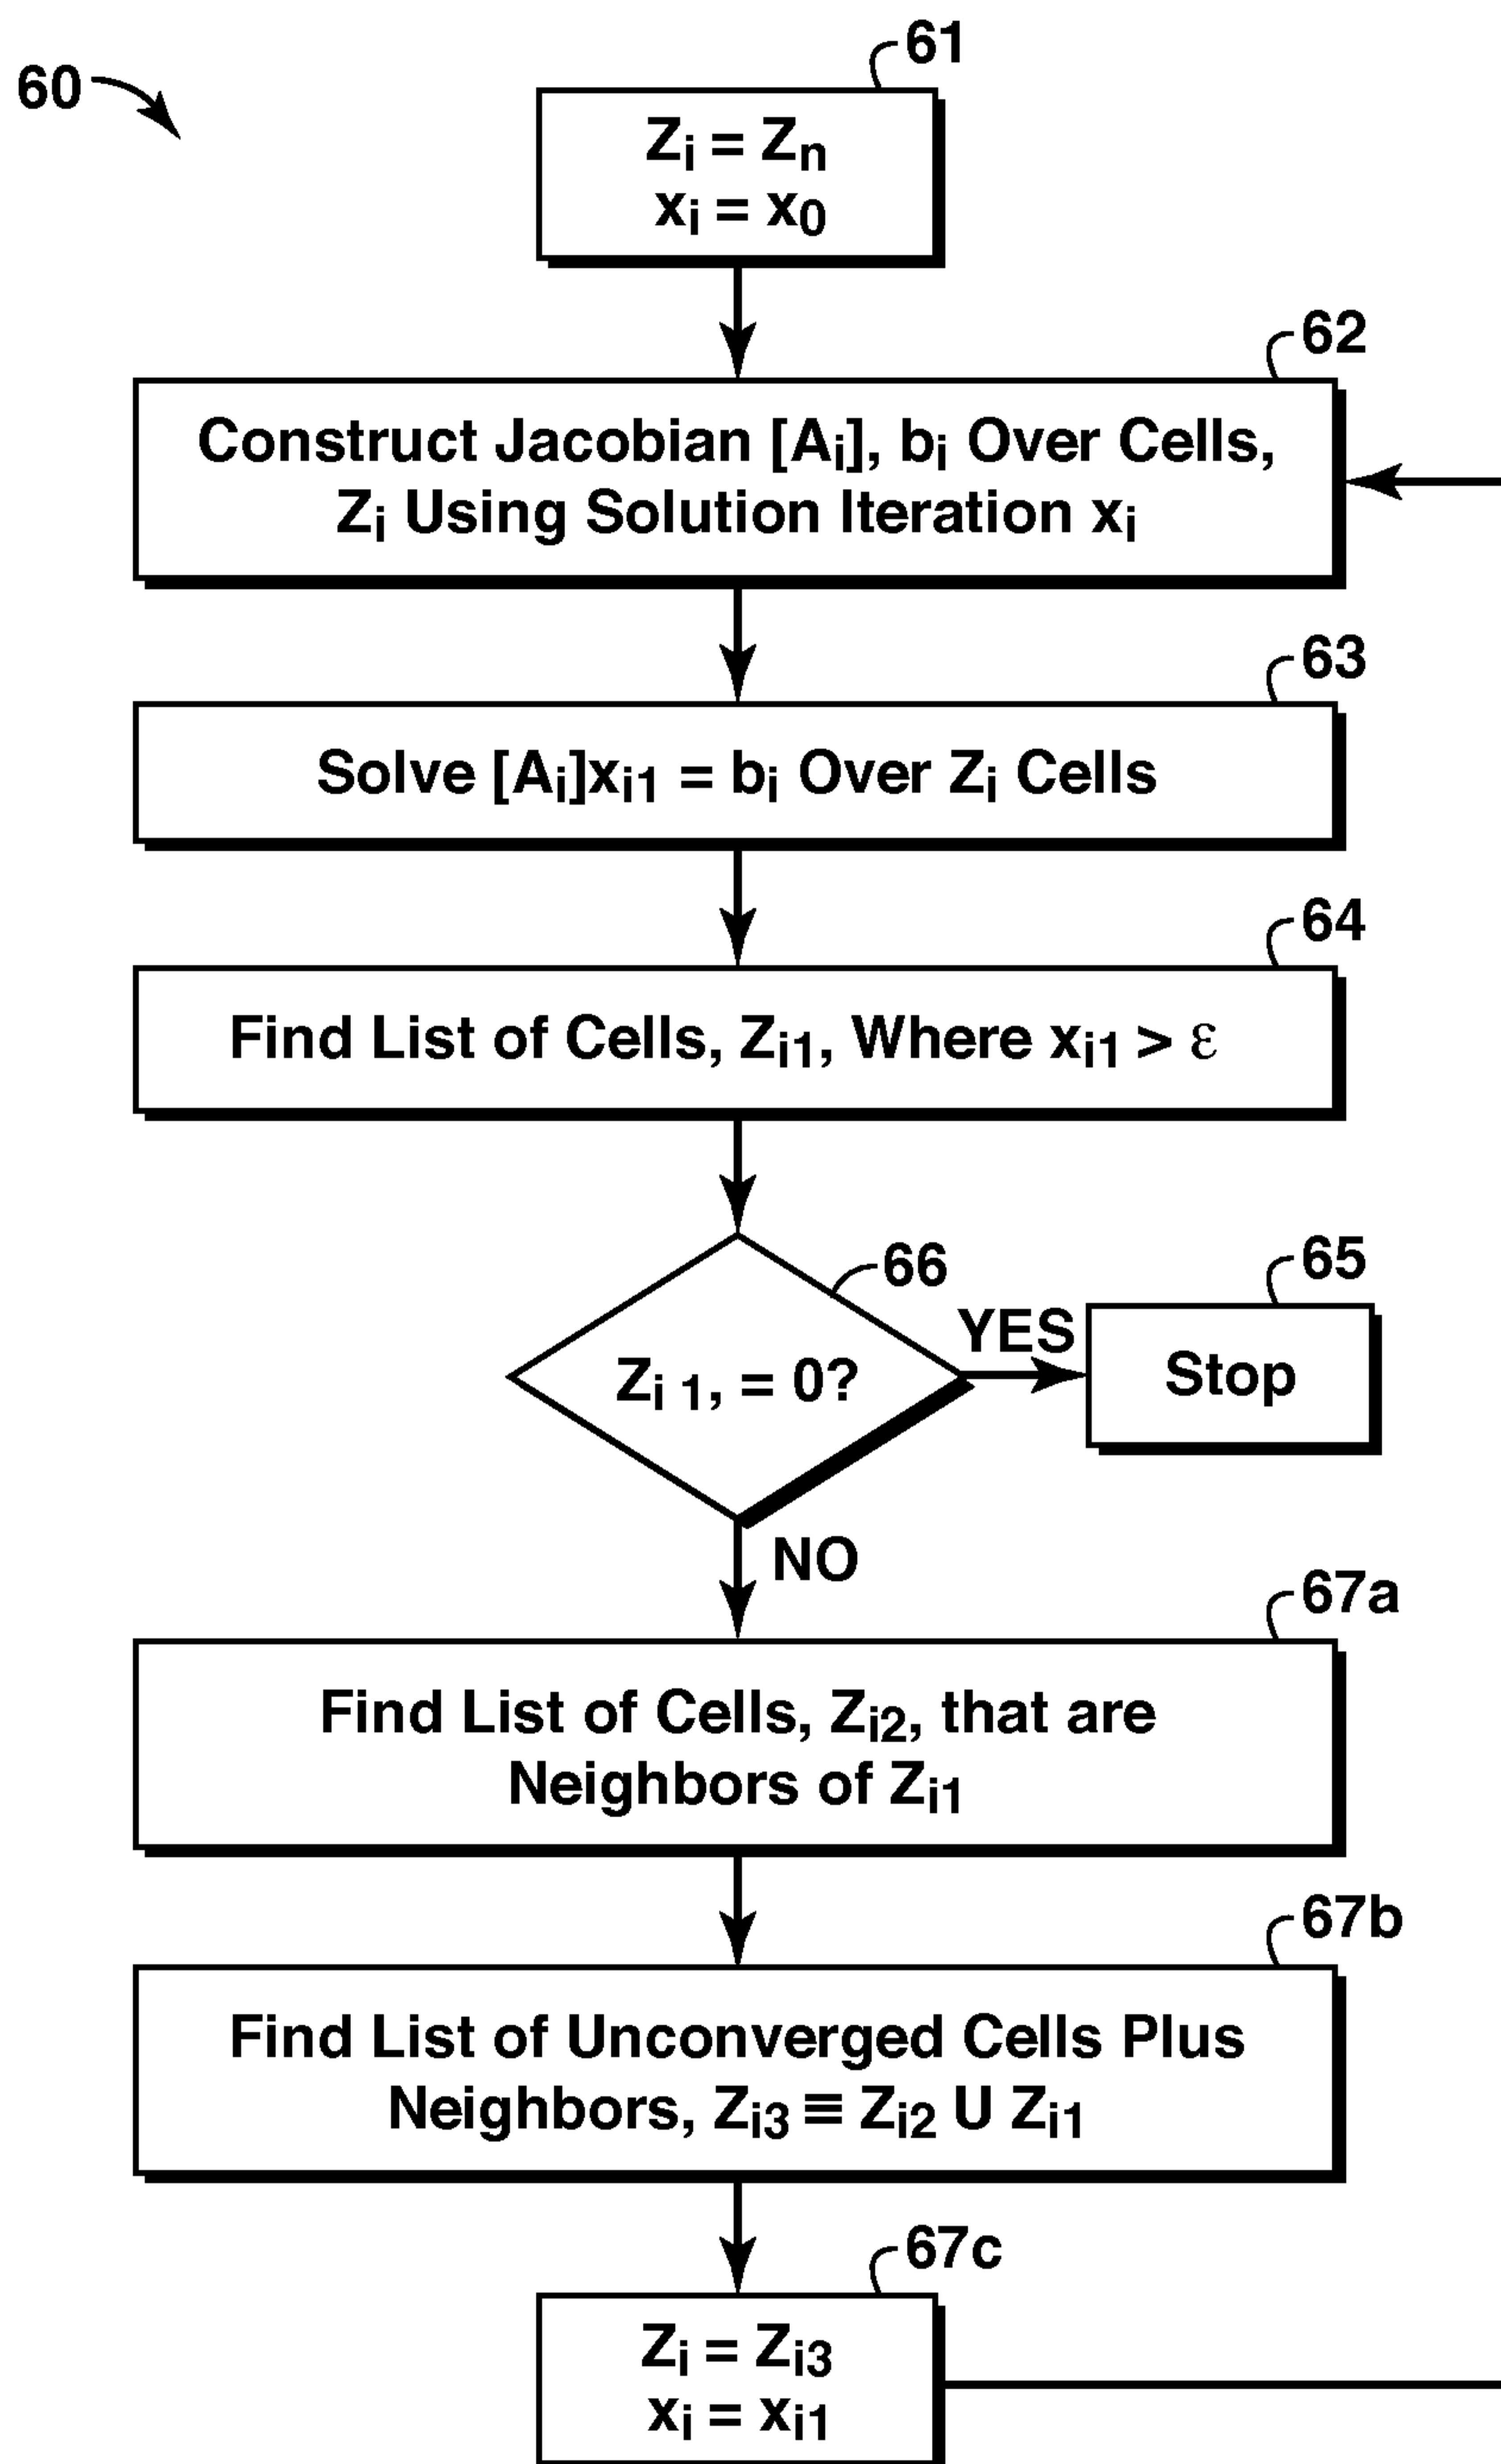 60
61
Zi = Zn
xi = x0
62
Construct Jacobian [Ai], bi Over Cells,
Zi Using Solution Iteration xi
63
Solve [Ai]xi1 = bi Over Zi Cells
64
Find List of Cells, Zi1, Where xi1 > ε
66
Zi 1, = 0?
YES
65
Stop
NO
67a
Find List of Cells, Zi2, that are
Neighbors of Zi1
67b
Find List of Unconverged Cells Plus
Neighbors, Zi3 ≡ Zi2 U Zi1
67c
Zi = Zi3
xi = xi1